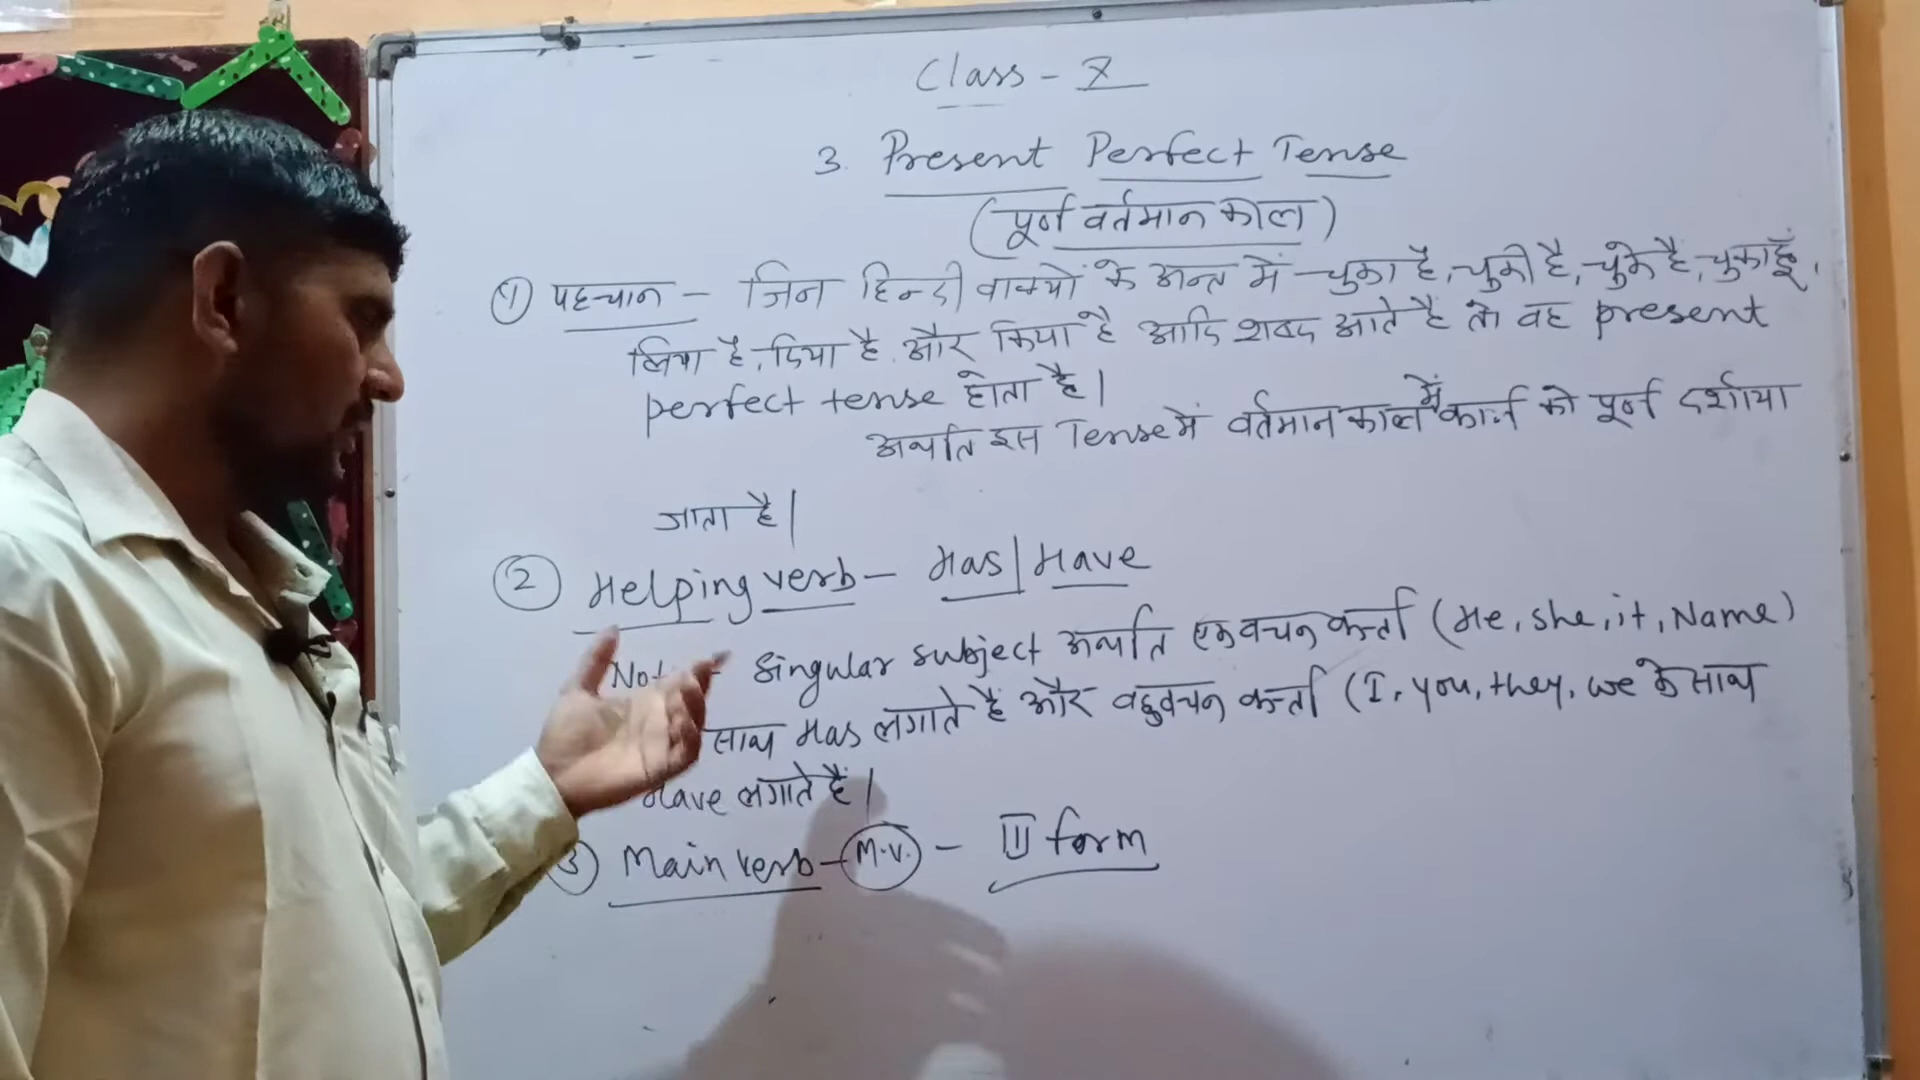 Class - X
3. Present Perfect Tense
(पूर्ण वर्तमान काल)
① पहचान - जिन हिन्दी वाक्यों के अन्त में चुका है, चुकी है, चुके है, चुका हूँ,
लिया है, दिया है और किया है आदि शब्द आते है तो वह present
perfect tense होता है।
अर्थात इस Tense में वर्तमान काल में कार्य को पूर्ण दर्शाया
जाता है।
② Helping verb - Has/Have
- Singular subject अर्थात एकवचन कर्त्ता (He, she, it, Name)
साथ Has लगाते है और बहुवचन कर्त्ता (I, you, they, we के साथ
Have लगाते है।
③ Main verb - M.V. - III form